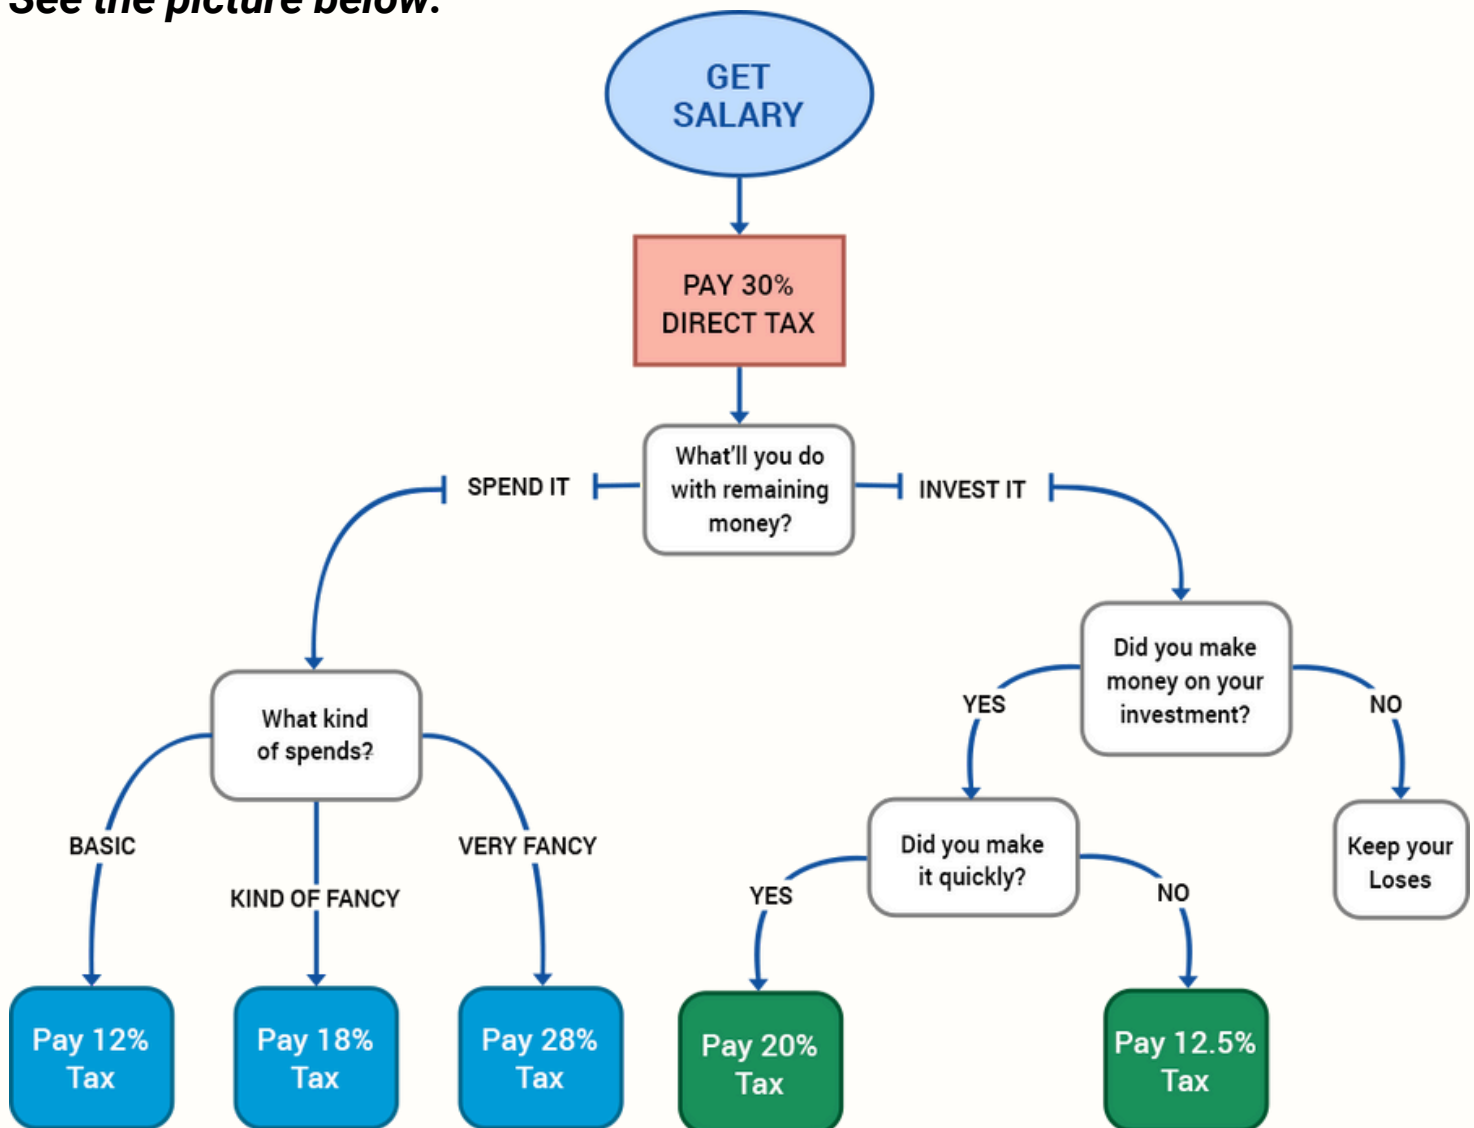 See the picture below.
GET
SALARY
PAY 30%
DIRECT TAX
What'll you do
with remaining
money?
SPEND IT
INVEST IT
Did you make
money on your
investment?
YES
NO
What kind
of spends?
Did you make
it quickly?
Keep your
Loses
BASIC
KIND OF FANCY
VERY FANCY
YES
NO
Pay 12%
Tax
Pay 18%
Tax
Pay 28%
Tax
Pay 20%
Tax
Pay 12.5%
Tax